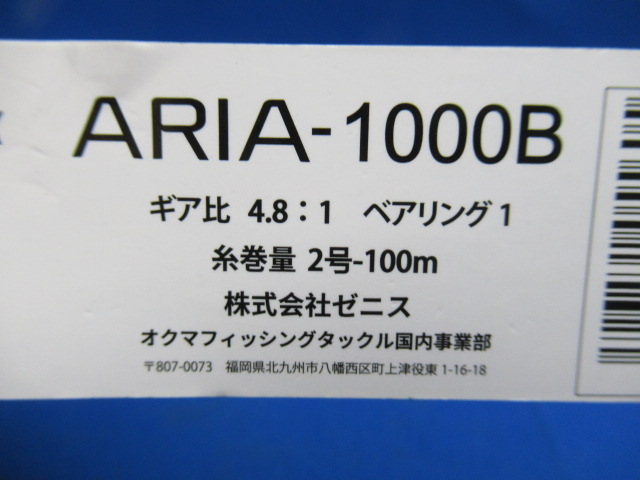 ARIA-1000B
ギア比 4.8:1 ベアリング 1
糸巻量 2号-100m
株式会社ゼニス
オクマフィッシングタックル国内事業部
〒807-0073 福岡県北九州市八幡西区町上津役東 1-16-18